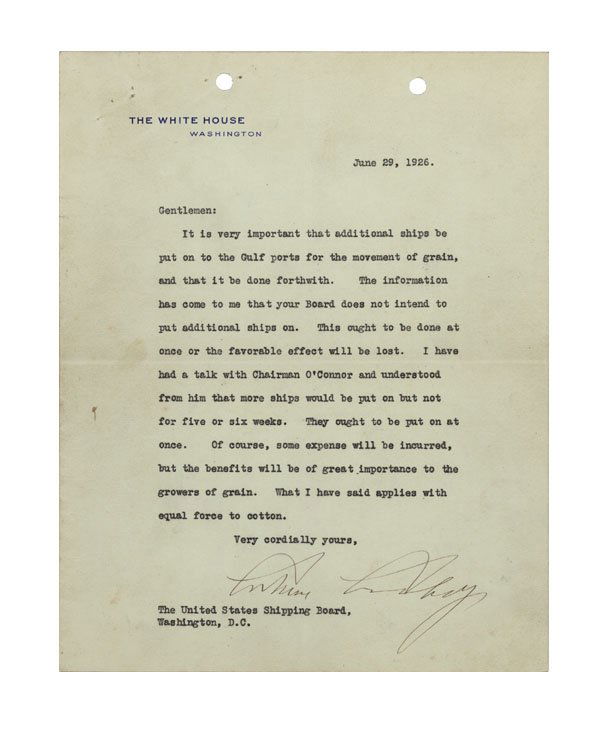 THE WHITE HOUSE
WASHINGTON
June 29, 1926.
Gentlemen:
It is very important that additional ships be
put on to the Gulf ports for the movement of grain,
and that it be done forthwith. The information
has come to me that your Board does not intend to
put additional ships on. This ought to be done at
once or the favorable effect will be lost. I have
had a talk with Chairman O'Connor and understood
from him that more ships would be put on but not
for five or six weeks. They ought to be put on at
once. Of course, some expense will be incurred,
but the benefits will be of great importance to the
growers of grain. What I have said applies with
equal force to cotton.
Very cordially yours,
The United States Shipping Board,
Washington, D.C.